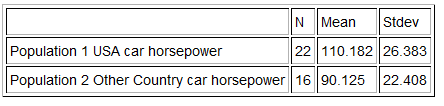 N Mean Stdev
Population 1 USA car horsepower 22 110.182 26.383
Population 2 Other Country car horsepower 16 90.125 22.408